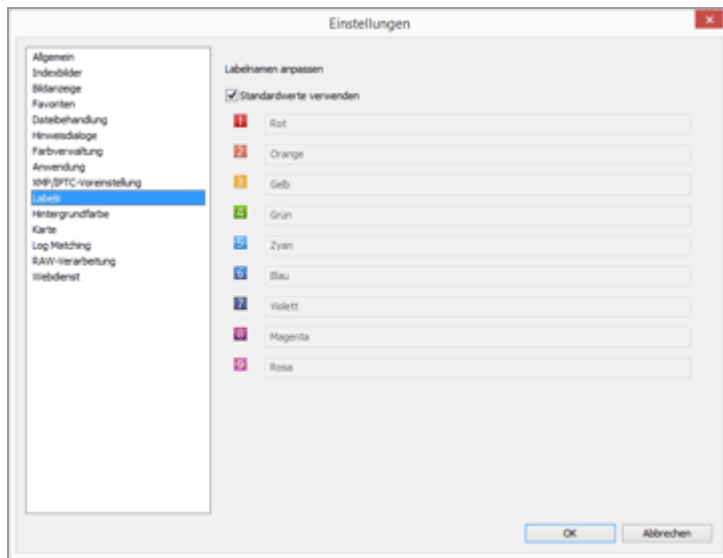 Einstellungen
Allgemein
Indexbilder
Bildanzeige
Favoriten
Dateibehandlung
Hinweisdialoge
Farbverwaltung
Anwendung
XMP/IPTC-Voreinstellung
Labels
Hintergrundfarbe
Karte
Log Matching
RAW-Verarbeitung
Webdienst
Labelnamen anpassen
Standardwerte verwenden
1 Rot
2 Orange
3 Gelb
4 Grün
5 Zyan
6 Blau
7 Violett
8 Magenta
9 Rosa
OK Abbrechen